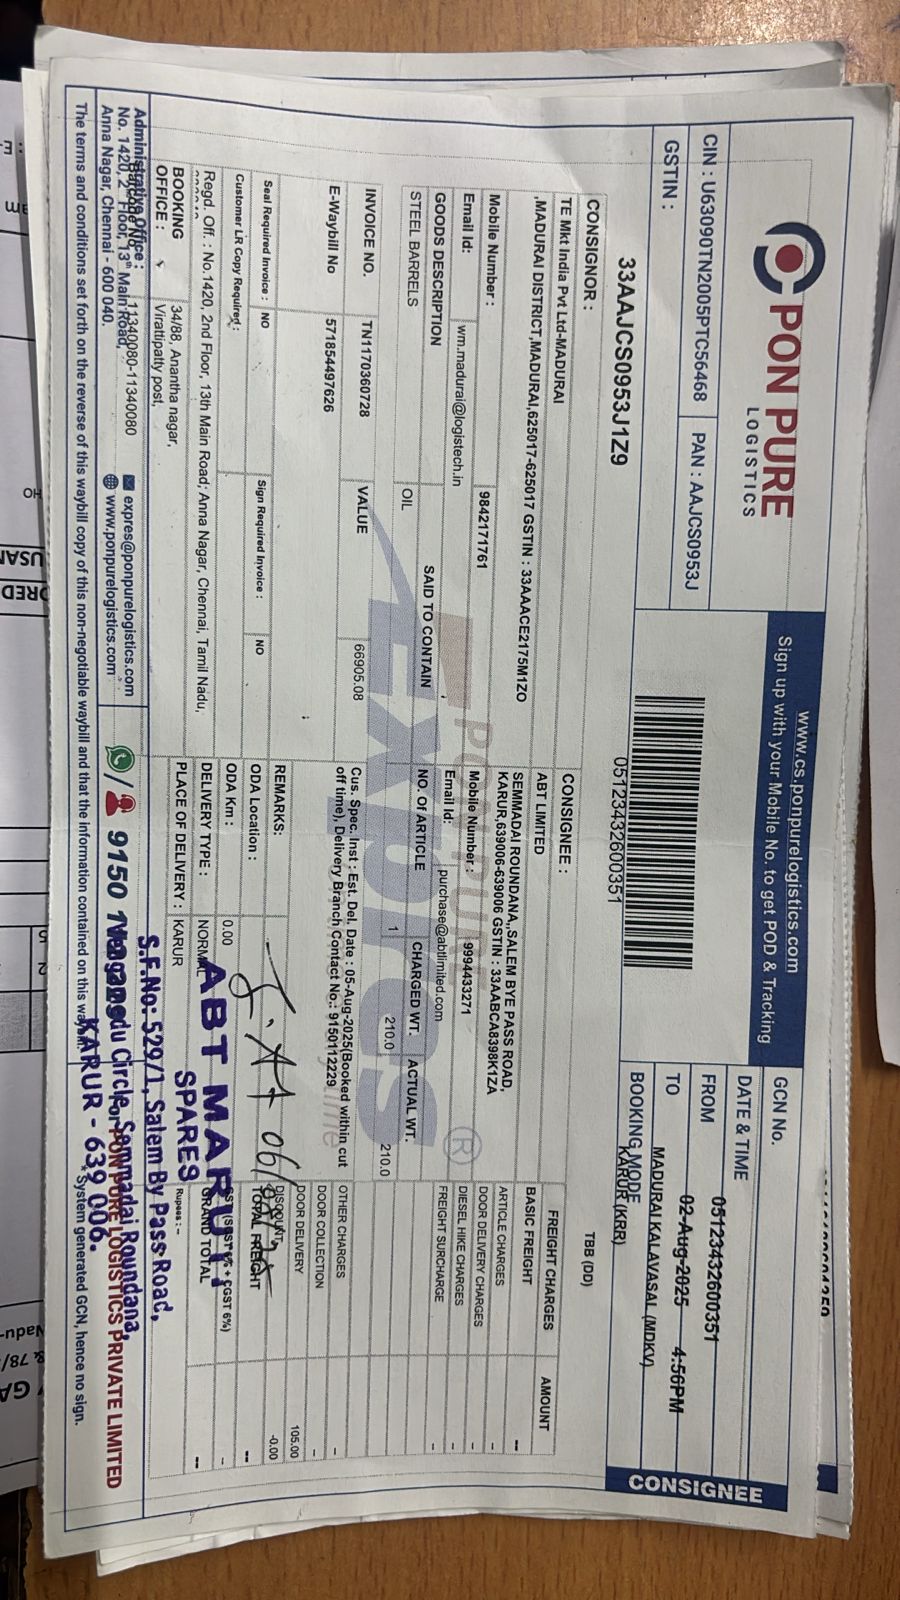 PON PURE
LOGISTICS
www.cs.ponpurelogistics.com
Sign up with your Mobile No. to get POD & Tracking
CONSIGNEE
CIN : U63090TN2005PTC56468
PAN : AAJCS0953J
GSTIN :
33AAJCS0953J1Z9
05123432600351
GCN No.
05123432600351
DATE & TIME
02-Aug-2025 4:56PM
FROM
MADURAI KALAVASAL (MDKV)
TO
KARUR (KRR)
BOOKING MODE
TBB (DD)
CONSIGNOR :
TE Mkt India Pvt Ltd-MADURAI
,MADURAI DISTRICT,MADURAI,625017-625017 GSTIN : 33AAACE2175M1ZO
Mobile Number : 9842171761
Email Id: wm.madurai@logistech.in
CONSIGNEE :
ABT LIMITED
SEMMADAI ROUNDANA,,SALEM BYE PASS ROAD,
KARUR,639006-639006 GSTIN : 33AABCA8398K1ZA
Mobile Number : 9994433271
Email Id: purchase@abtlimited.com
GOODS DESCRIPTION SAID TO CONTAIN NO. Of ARTICLE CHARGED WT. ACTUAL WT.
STEEL BARRELS OIL 1 210.0 210.0
INVOICE NO. TN1170360728 VALUE 66905.08
E-Waybill No 571854497626
Cus. Spec. Inst : Est. Del. Date : 05-Aug-2025(Booked within cut
off time), Delivery Branch Contact No.: 9150112229
PON PURE
Expres
®
time
FREIGHT CHARGES AMOUNT
BASIC FREIGHT --
ARTICLE CHARGES -
DOOR DELIVERY CHARGES -
DIESEL HIKE CHARGES -
FREIGHT SURCHARGE -
OTHER CHARGES -
DOOR COLLECTION -
DOOR DELIVERY 105.00
DISCOUNT -0.00
TOTAL FREIGHT --
GRAND TOTAL --
Rupees :-
Seal Required Invoice : NO
Sign Required Invoice : NO
Customer LR Copy Required :
REMARKS:
ODA Location :
ODA Km : 0.00
DELIVERY TYPE : NORMAL
PLACE OF DELIVERY : KARUR
Regd. Off. : No.1420, 2nd Floor, 13th Main Road; Anna Nagar, Chennai, Tamil Nadu,
BOOKING
OFFICE :
34/88, Anantha nagar,
Virattipatty post,
11340080-11340080
Administrative Office :
No. 1420, 2nd Floor, 13th Main Road,
Anna Nagar, Chennai - 600 040.
expres@ponpurelogistics.com
www.ponpurelogistics.com
ABT MARUTI
SPARES
S.F.No: 529/1, Salem By Pass Road,
Circle, Semmadai Roundana,
KARUR - 639 006.
For PON PURE LOGISTICS PRIVATE LIMITED
*System generated GCN, hence no sign.
The terms and conditions set forth on the reverse of this waybill copy of this non-negotiable waybill and that the information contained on this waybill